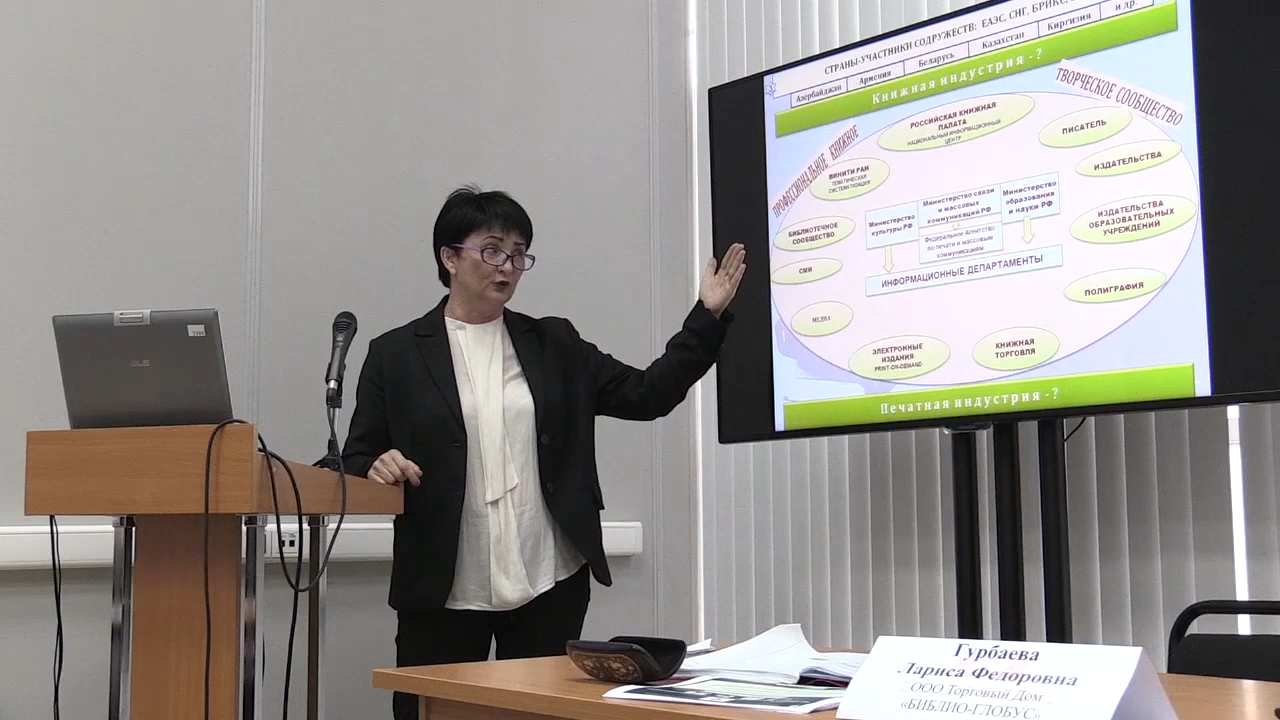 СТРАНЫ-УЧАСТНИКИ СОДРУЖЕСТВ: ЕАЭС, СНГ, БРИКС,
Азербайджан
Армения
Беларусь
Казахстан
Киргизия
и др.
Книжная индустрия - ?
ТВОРЧЕСКОЕ СООБЩЕСТВО
ПРОФЕССИОНАЛЬНОЕ КНИЖНОЕ
РОССИЙСКАЯ КНИЖНАЯ
ПАЛАТА
НАЦИОНАЛЬНЫЙ ИНФОРМАЦИОННЫЙ
ЦЕНТР
ПИСАТЕЛЬ
ИЗДАТЕЛЬСТВА
ВИНИТИ РАН
ТЕМАТИЧЕСКАЯ
СИСТЕМАТИЗАЦИЯ
Министерство
культуры РФ
Министерство связи
и массовых
коммуникаций РФ
Министерство
образования
и науки РФ
Федеральное Агентство
по печати и массовым
коммуникациям
БИБЛИОТЕЧНОЕ
СООБЩЕСТВО
ИЗДАТЕЛЬСТВА
ОБРАЗОВАТЕЛЬНЫХ
УЧРЕЖДЕНИЙ
СМИ
ИНФОРМАЦИОННЫЕ ДЕПАРТАМЕНТЫ
ПОЛИГРАФИЯ
МЕДИА
ЭЛЕКТРОННЫЕ
ИЗДАНИЯ
PRINT-ON-DEMAND
КНИЖНАЯ
ТОРГОВЛЯ
Печатная индустрия - ?
Гурбаева
Лариса Федоровна
ООО Торговый Дом
«БИБЛИО-ГЛОБУС»